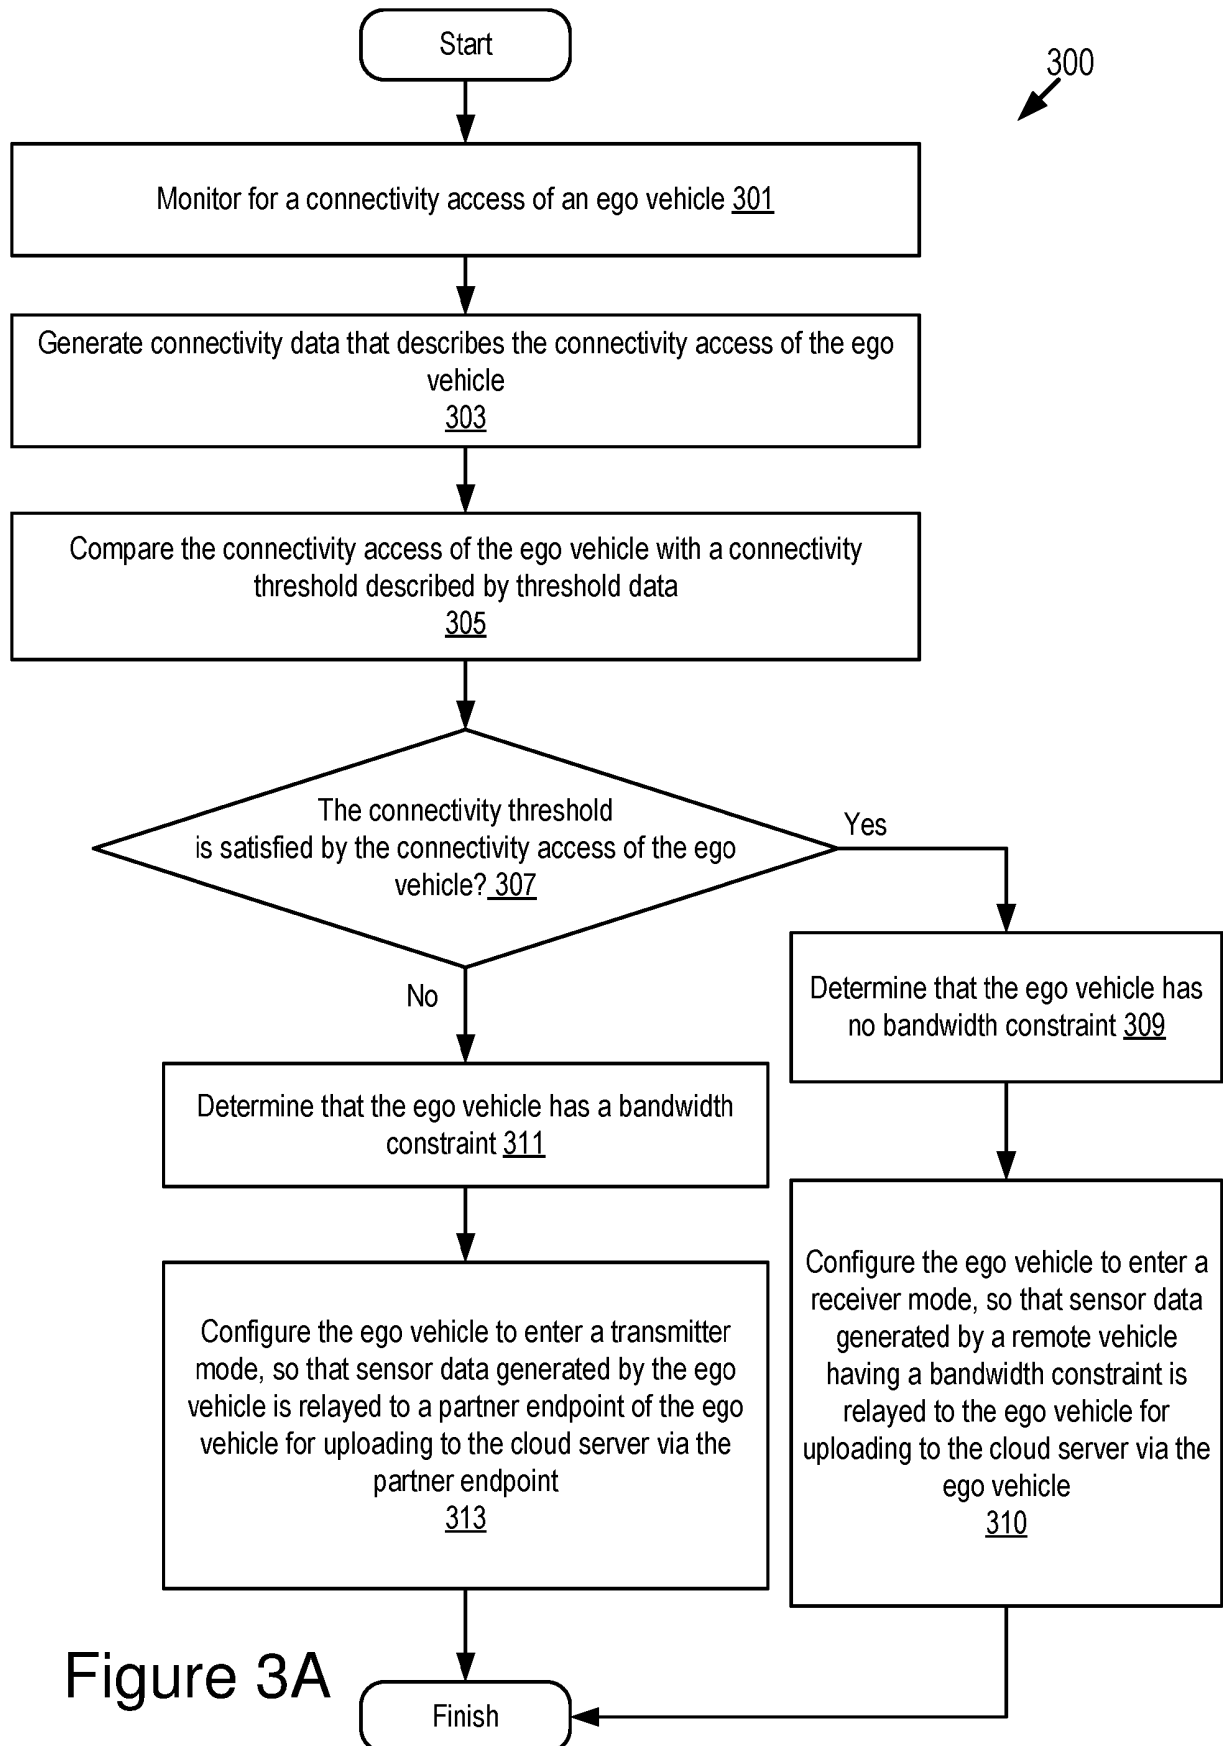 Start
300
Monitor for a connectivity access of an ego vehicle 301
Generate connectivity data that describes the connectivity access of the ego
vehicle
303
Compare the connectivity access of the ego vehicle with a connectivity
threshold described by threshold data
305
The connectivity threshold
is satisfied by the connectivity access of the ego
vehicle? 307
Yes
No
Determine that the ego vehicle has
no bandwidth constraint 309
Determine that the ego vehicle has a bandwidth
constraint 311
Configure the ego vehicle to enter a
receiver mode, so that sensor data
generated by a remote vehicle
having a bandwidth constraint is
relayed to the ego vehicle for
uploading to the cloud server via the
ego vehicle
310
Configure the ego vehicle to enter a transmitter
mode, so that sensor data generated by the ego
vehicle is relayed to a partner endpoint of the ego
vehicle for uploading to the cloud server via the
partner endpoint
313
Figure 3A
Finish